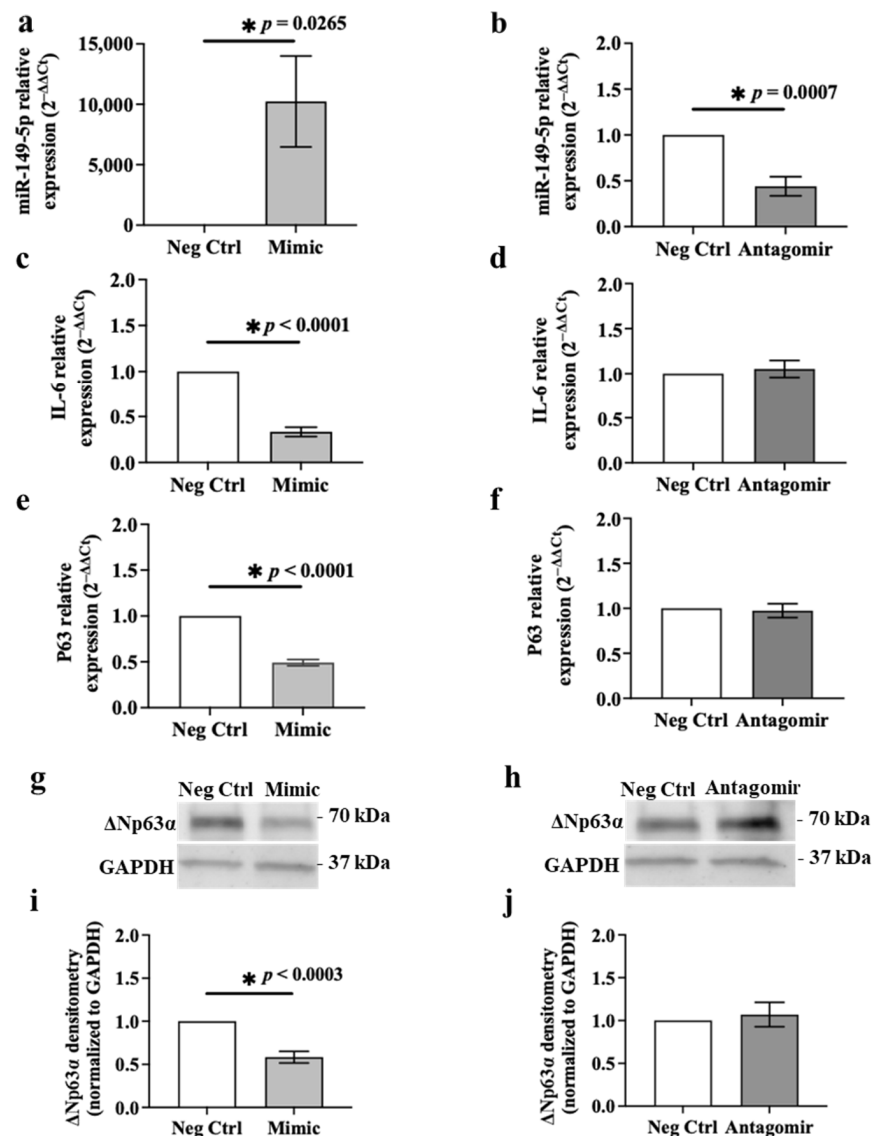 a
miR-149-5p relative
expression (2−ΔΔCt)
15,000
10,000
5,000
0
* p = 0.0265
Neg Ctrl Mimic
b
miR-149-5p relative
expression (2−ΔΔCt)
2.0
1.5
1.0
0.5
0.0
* p = 0.0007
Neg Ctrl Antagomir
c
IL-6 relative
expression (2−ΔΔCt)
2.0
1.5
1.0
0.5
0.0
* p < 0.0001
Neg Ctrl Mimic
d
IL-6 relative
expression (2−ΔΔCt)
2.0
1.5
1.0
0.5
0.0
Neg Ctrl Antagomir
e
P63 relative
expression (2−ΔΔCt)
2.0
1.5
1.0
0.5
0.0
* p < 0.0001
Neg Ctrl Mimic
f
P63 relative
expression (2−ΔΔCt)
2.0
1.5
1.0
0.5
0.0
Neg Ctrl Antagomir
g
Neg Ctrl Mimic
ΔNp63α - 70 kDa
GAPDH - 37 kDa
h
Neg Ctrl Antagomir
ΔNp63α - 70 kDa
GAPDH - 37 kDa
i
ΔNp63α densitometry
(normalized to GAPDH)
2.0
1.5
1.0
0.5
0.0
* p < 0.0003
Neg Ctrl Mimic
j
ΔNp63α densitometry
(normalized to GAPDH)
2.0
1.5
1.0
0.5
0.0
Neg Ctrl Antagomir